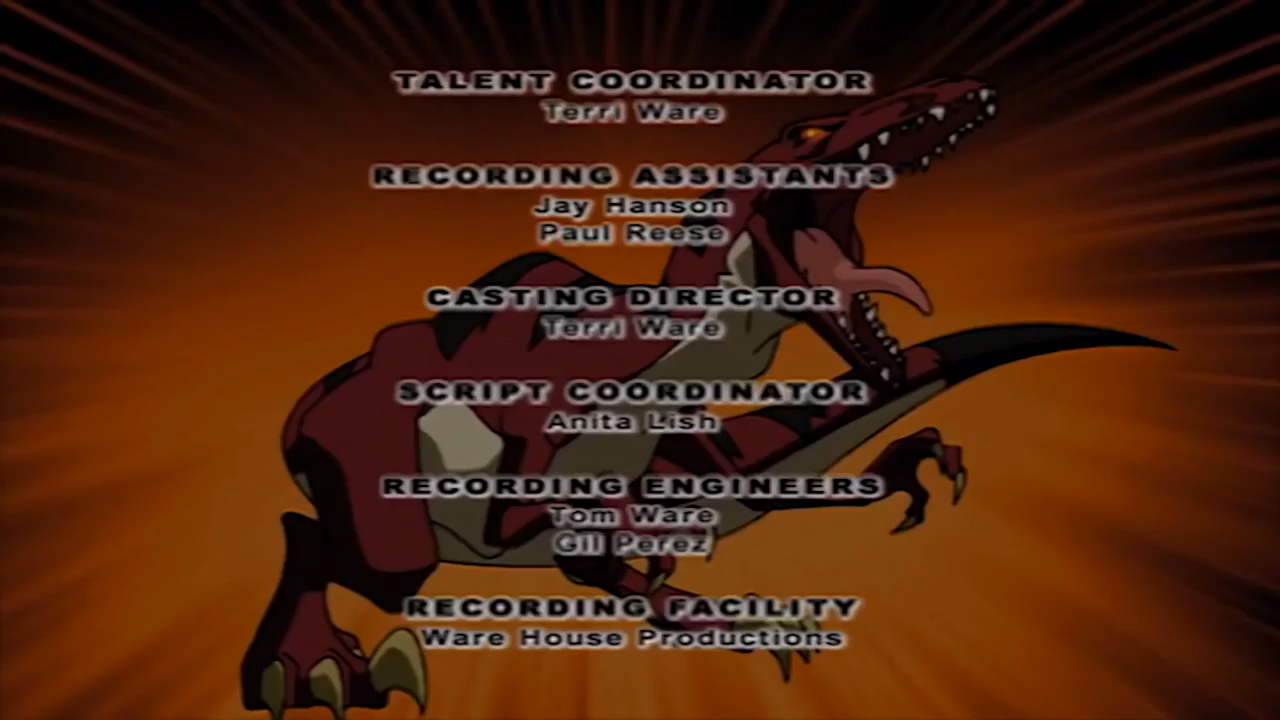 TALENT COORDINATOR
Terri Ware
RECORDING ASSISTANTS
Jay Hanson
Paul Reese
CASTING DIRECTOR
Terri Ware
SCRIPT COORDINATOR
Anita Lish
RECORDING ENGINEERS
Tom Ware
Gil Perez
RECORDING FACILITY
Ware House Productions